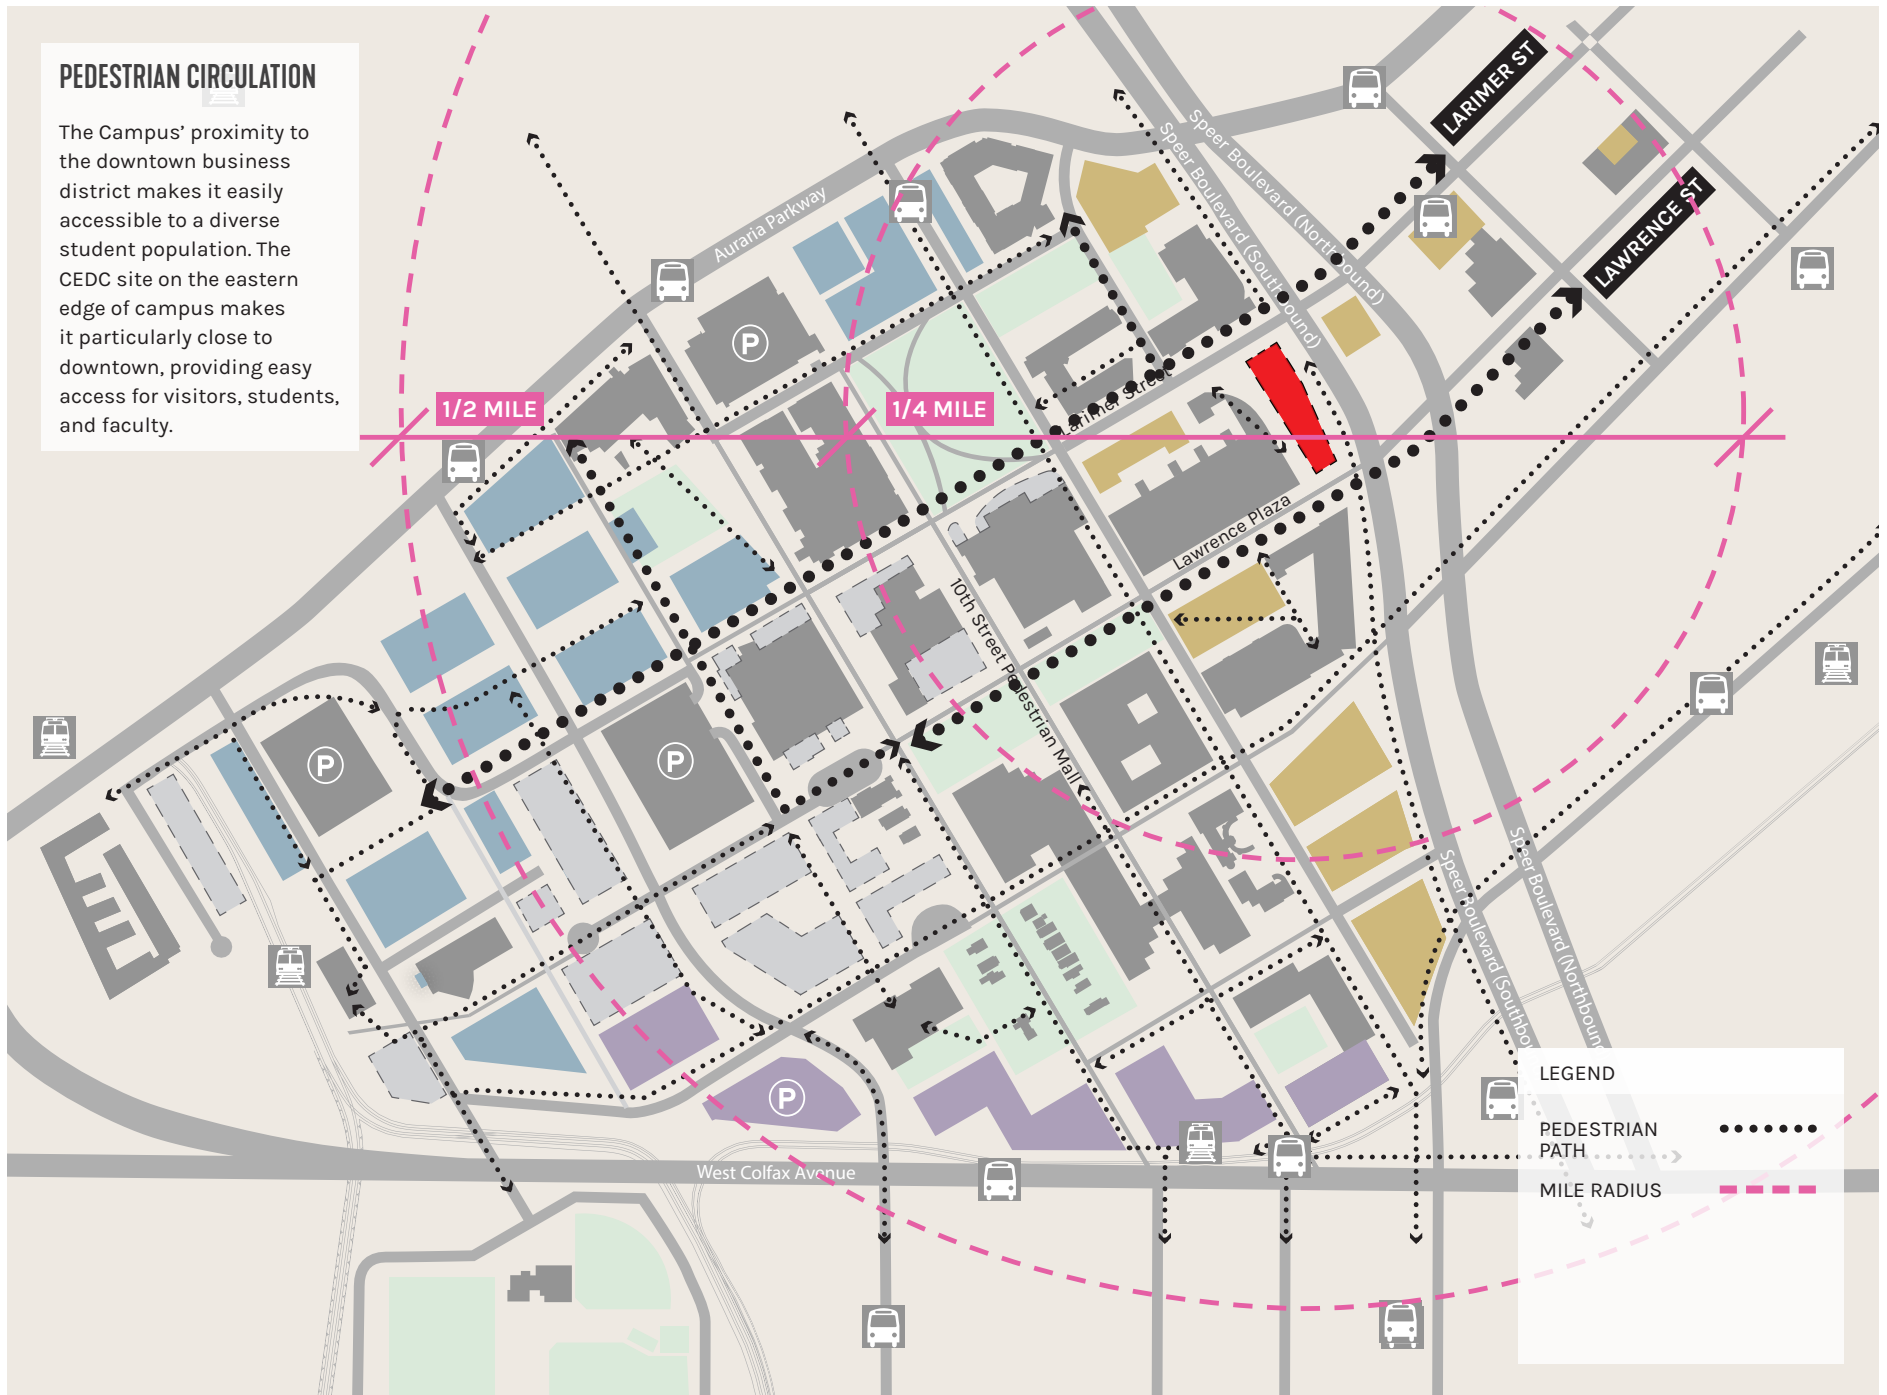 PEDESTRIAN CIRCULATION
The Campus’ proximity to
the downtown business
district makes it easily
accessible to a diverse
student population. The
CEDC site on the eastern
edge of campus makes
it particularly close to
downtown, providing easy
access for visitors, students,
and faculty.
LARIMER ST
LAWRENCE ST
Speer Boulevard (Northbound)
Speer Boulevard (Southbound)
Auraria Parkway
P
1/2 MILE
1/4 MILE
Larimer Street
Lawrence Plaza
10th Street Pedestrian Mall
P
P
Speer Boulevard (Southbou
Speer Boulevard (Northbound
P
West Colfax Avenue
LEGEND
PEDESTRIAN
PATH
MILE RADIUS